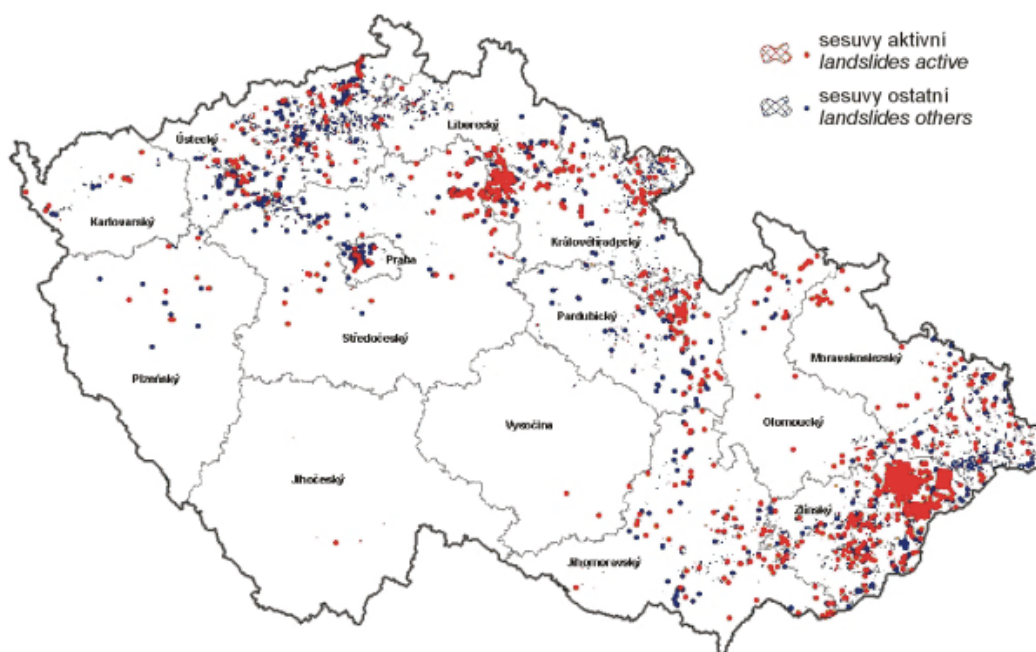 sesuvy aktivní
landslides active
sesuvy ostatní
landslides others
Ústecký
Liberecký
Karlovarský
Královéhradecký
Praha
Pardubický
Středočeský
Moravskoslezský
Plzeňský
Olomoucký
Vysočina
Jihočeský
Zlínský
Jihomoravský